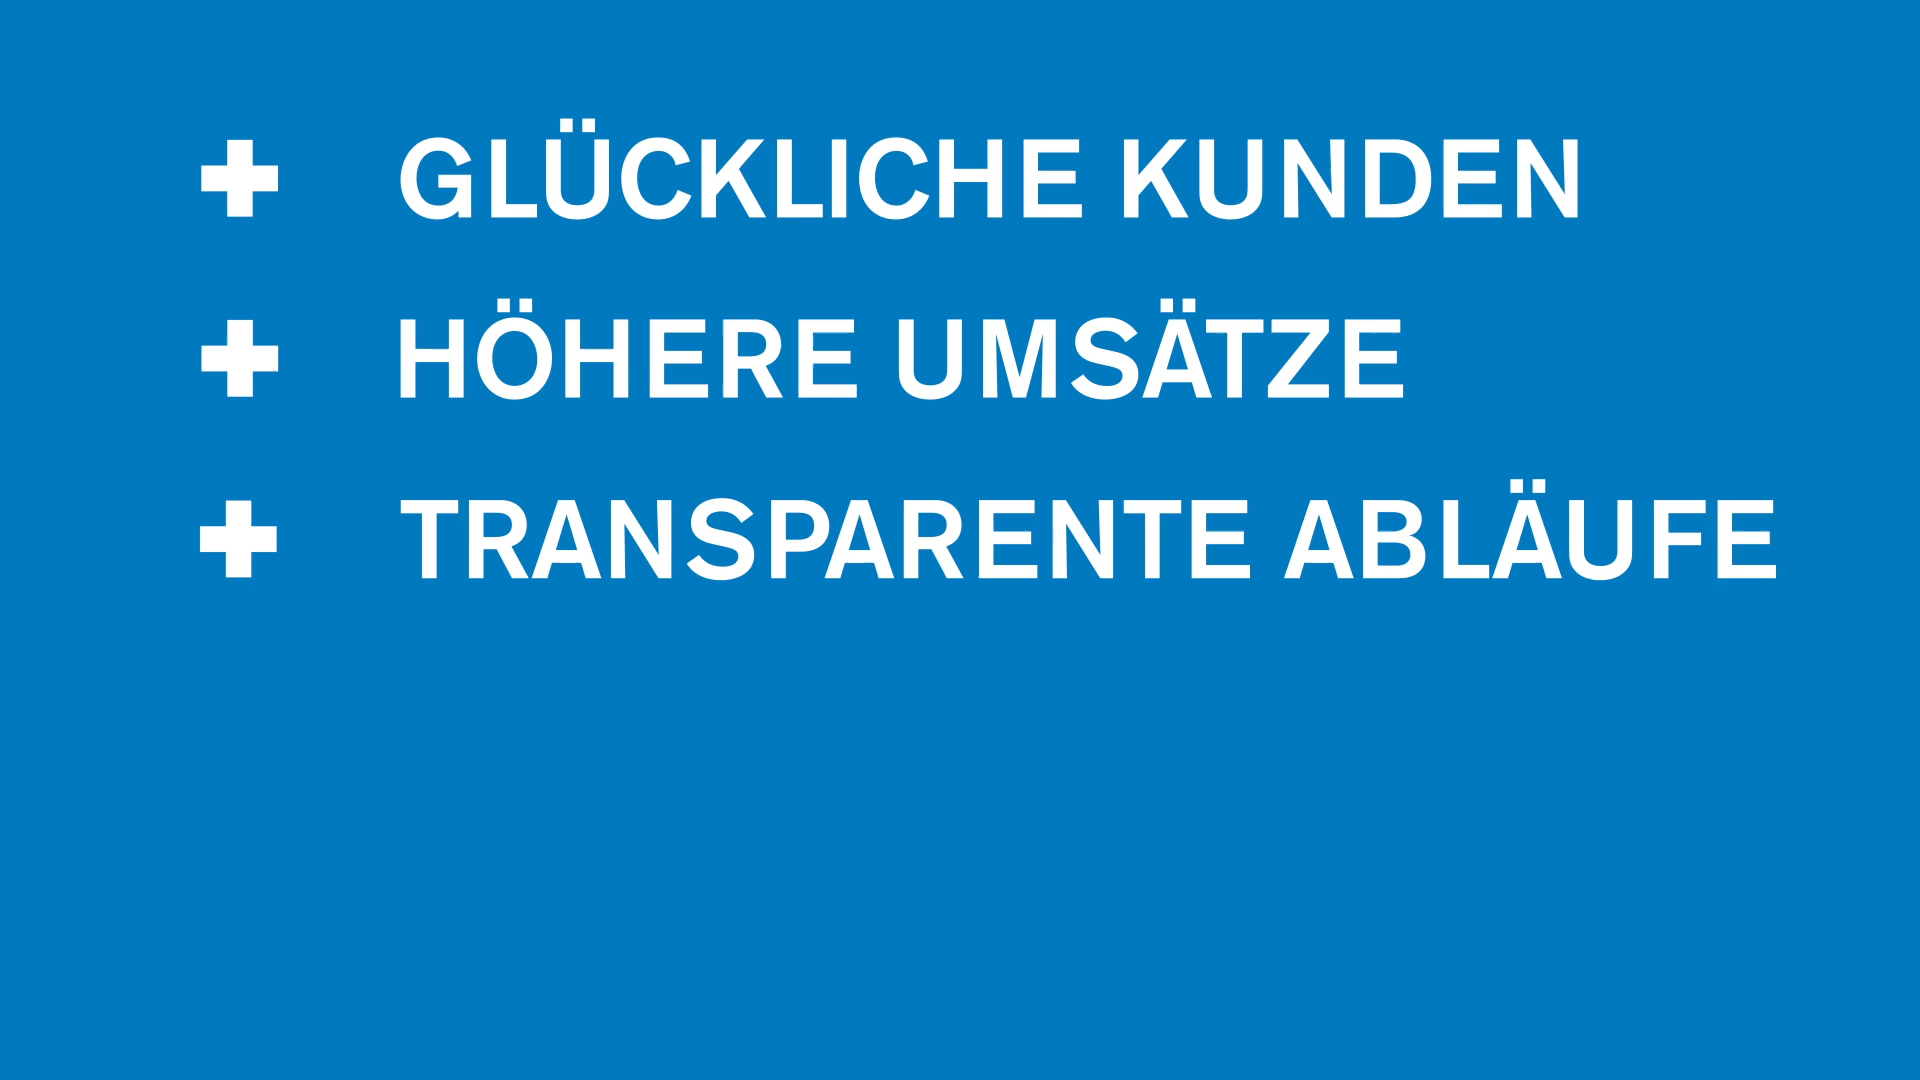 + GLÜCKLICHE KUNDEN
+ HÖHERE UMSÄTZE
+ TRANSPARENTE ABLÄUFE